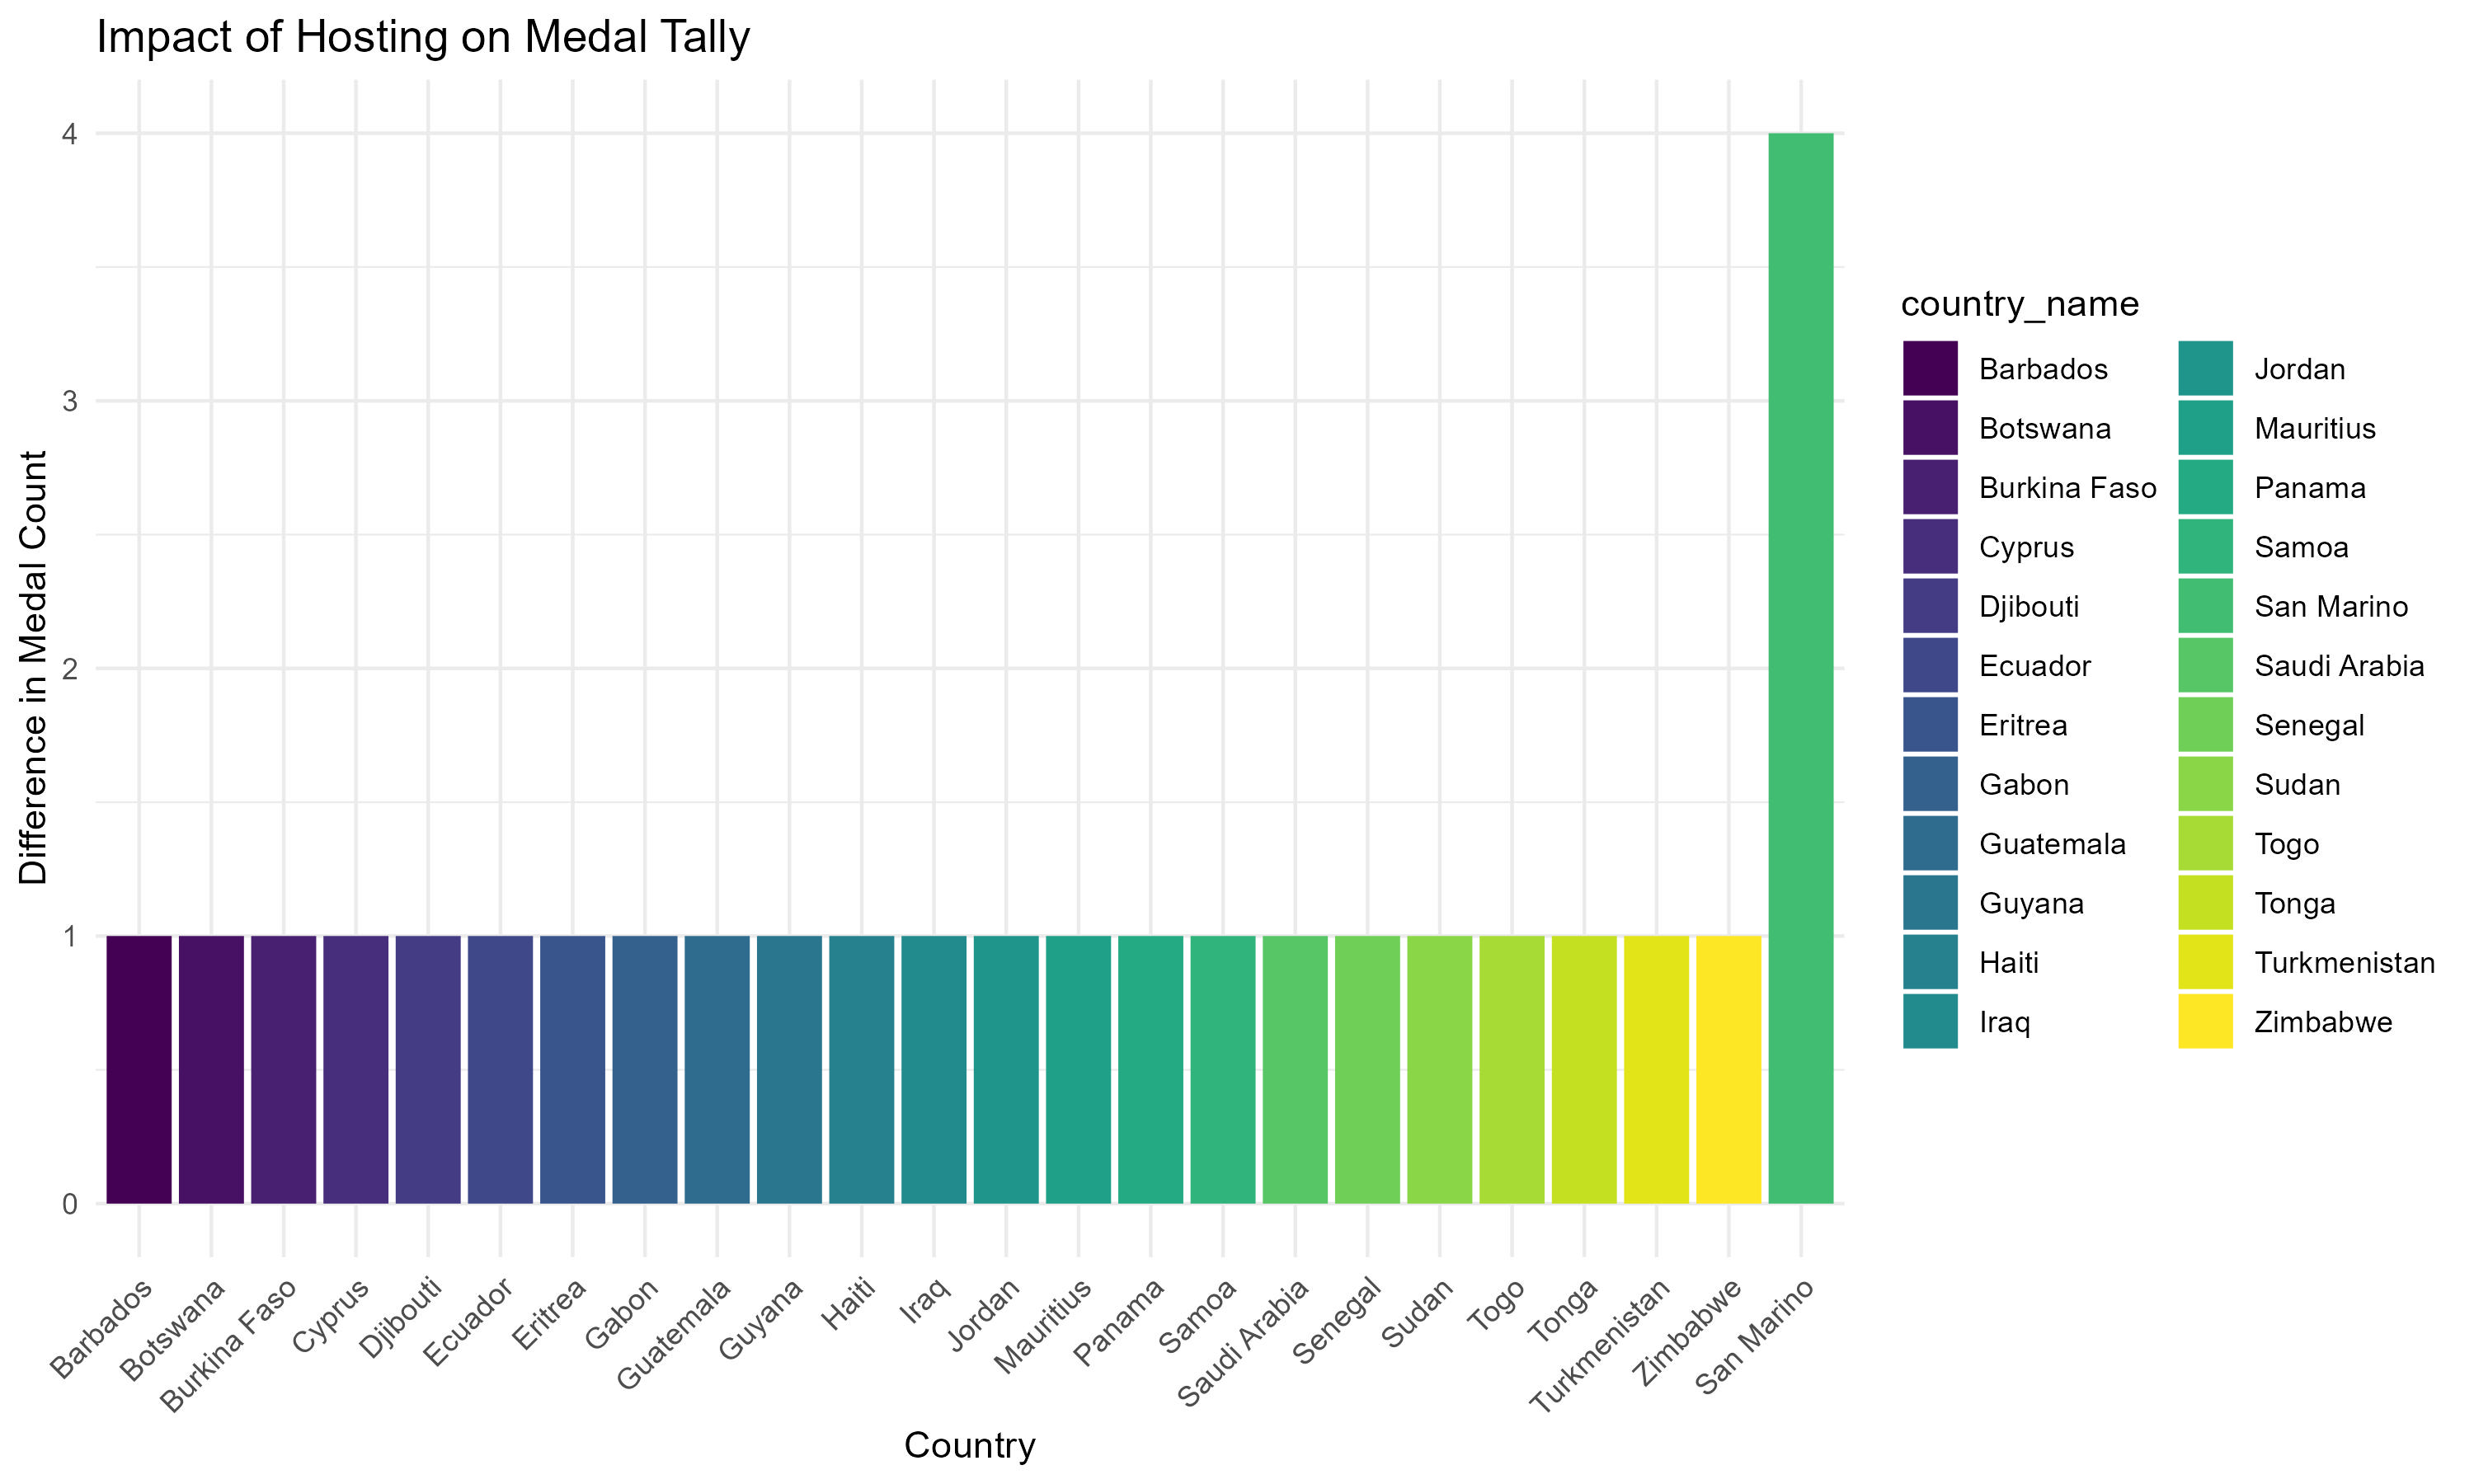 Impact of Hosting on Medal Tally
Difference in Medal Count
4
3
2
1
0
Barbados
Botswana
Burkina Faso
Cyprus
Djibouti
Ecuador
Eritrea
Gabon
Guatemala
Guyana
Haiti
Iraq
Jordan
Mauritius
Panama
Samoa
Saudi Arabia
Senegal
Sudan
Togo
Tonga
Turkmenistan
Zimbabwe
San Marino
Country
country_name
Barbados
Botswana
Burkina Faso
Cyprus
Djibouti
Ecuador
Eritrea
Gabon
Guatemala
Guyana
Haiti
Iraq
Jordan
Mauritius
Panama
Samoa
San Marino
Saudi Arabia
Senegal
Sudan
Togo
Tonga
Turkmenistan
Zimbabwe